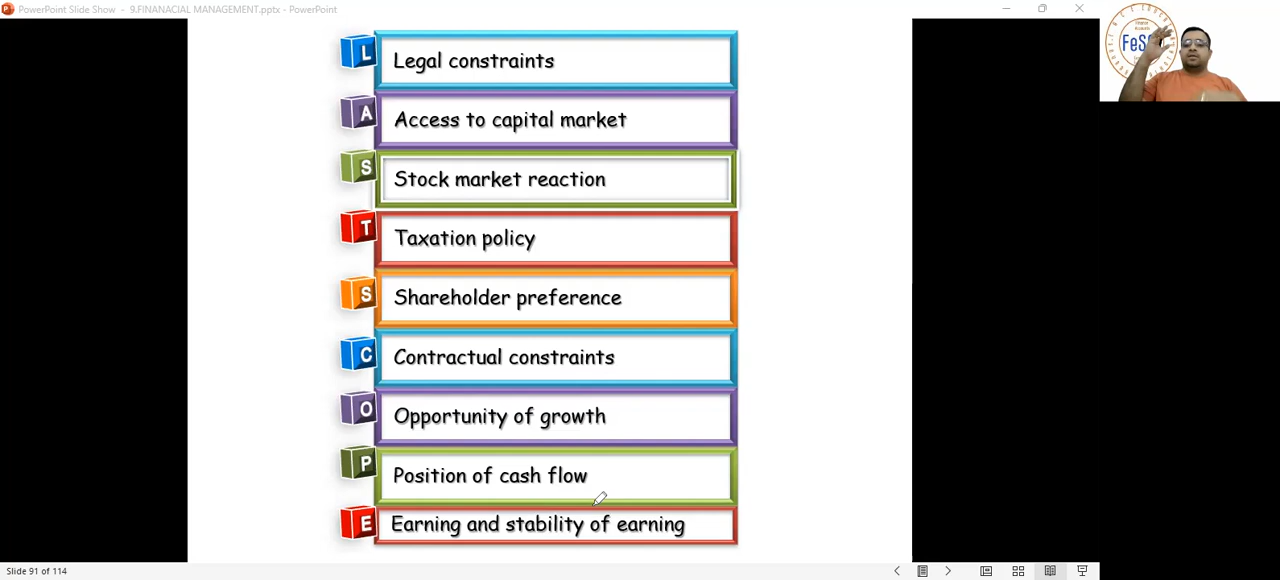 PowerPoint Slide Show - 9.FINANACIAL MANAGEMENT.pptx - PowerPoint
L Legal constraints
A Access to capital market
S Stock market reaction
T Taxation policy
S Shareholder preference
C Contractual constraints
O Opportunity of growth
P Position of cash flow
E Earning and stability of earning
Slide 91 of 114